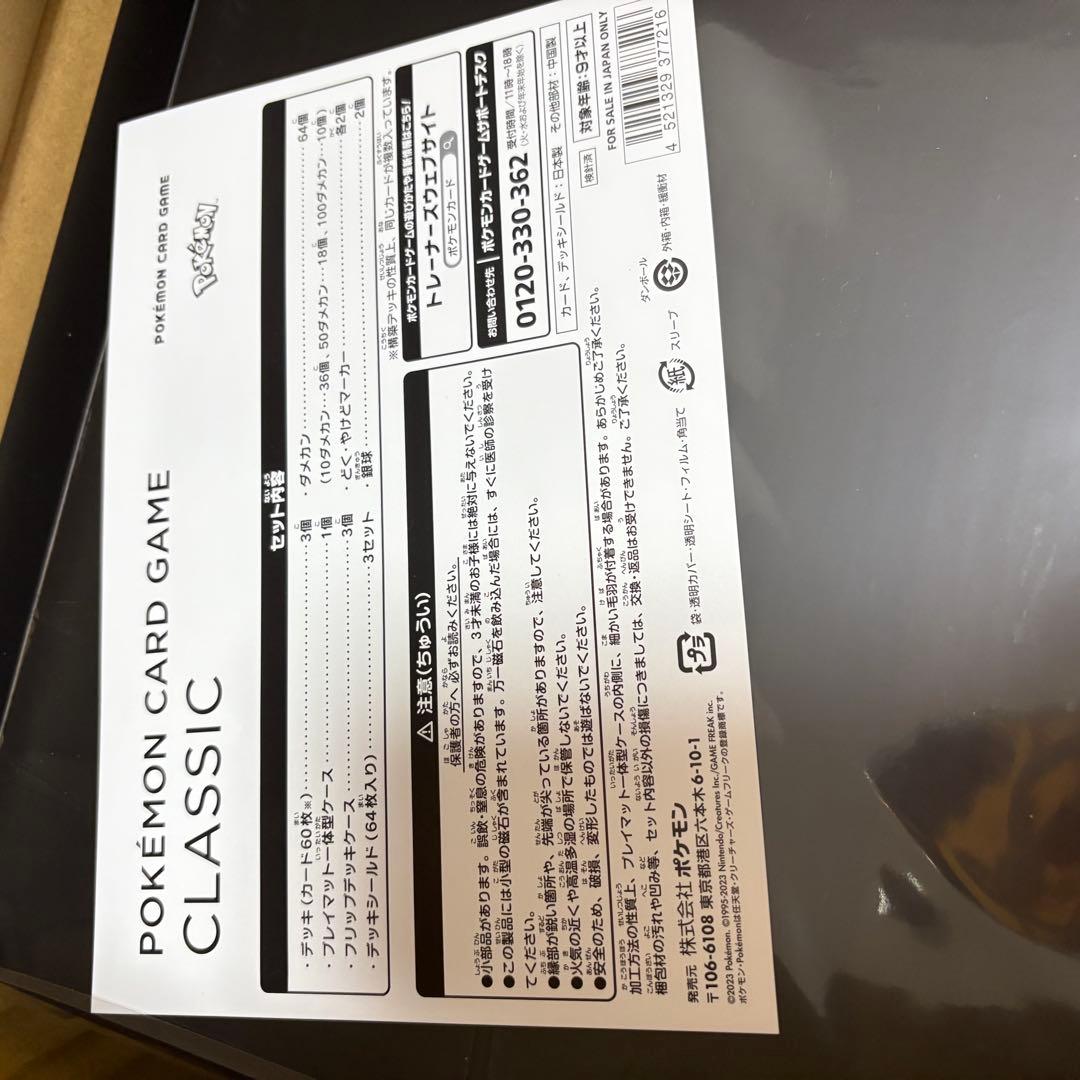 POKÉMON CARD GAME
CLASSIC
POKÉMON CARD GAME
Pokémon
セット内容
・デッキ(カード60枚※)……3個
・プレイマット一体型ケース……1個
・フリップデッキケース……3個
・デッキシールド(64枚入り)……3セット
・ダメカン……64個
(10ダメカン…36個、50ダメカン…18個、100ダメカン…10個)
・どく・やけどマーカー……各2個
・銀球……2個
※構築デッキの性質上、同じカードが複数入っています。
⚠ 注意(ちゅうい)
保護者の方へ 必ずお読みください。
●小部品があります。誤飲・窒息の危険がありますので、3才未満のお子様には絶対に与えないでください。
●この製品には小型の磁石が含まれています。万一磁石を飲み込んだ場合には、すぐに医師の診察を受け
てください。
●縁部が鋭い箇所や、先端が尖っている箇所がありますので、注意してください。
●火気の近くや高温多湿の場所で保管しないでください。
●安全のため、破損、変形したものでは遊ばないでください。
ポケモンカードゲームの遊びかたや最新情報はこちら!
トレーナーズウェブサイト
ポケモンカード
お問い合わせ先 ポケモンカードゲームサポートデスク
0120-330-362 受付時間/11時~18時
(火・水および年末年始を除く)
カード、デッキシールド:日本製 その他部材:中国製
加工方法の性質上、プレイマット一体型ケースの内側に、細かい毛羽が付着する場合があります。あらかじめご了承ください。
梱包材の汚れや凹み等、セット内容以外の損傷につきましては、交換・返品はお受けできません。ご了承ください。
検針済
対象年齢:9才以上
FOR SALE IN JAPAN ONLY
4 521329 377216
発売元 株式会社 ポケモン
〒106-6108 東京都港区六本木6-10-1
©2023 Pokémon. ©1995-2023 Nintendo/Creatures Inc./GAME FREAK inc.
ポケモン・Pokémonは任天堂・クリーチャーズ・ゲームフリークの登録商標です。
プラ 袋・透明カバー・透明シート・フィルム・角当て
紙 スリーブ
ダンボール 外箱・内箱・緩衝材